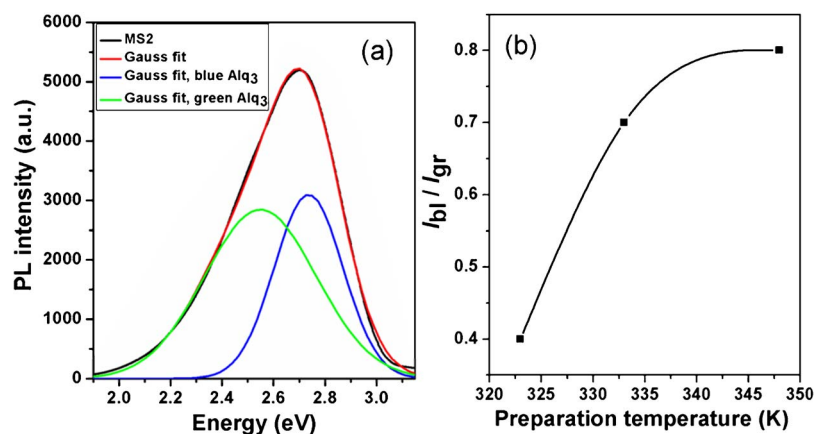 MS2
Gauss fit
Gauss fit, blue Alq3
Gauss fit, green Alq3
(a)
PL intensity (a.u.)
6000
5000
4000
3000
2000
1000
0
2.0 2.2 2.4 2.6 2.8 3.0
Energy (eV)
(b)
Ibl / Igr
0.8
0.7
0.6
0.5
0.4
320 325 330 335 340 345 350
Preparation temperature (K)